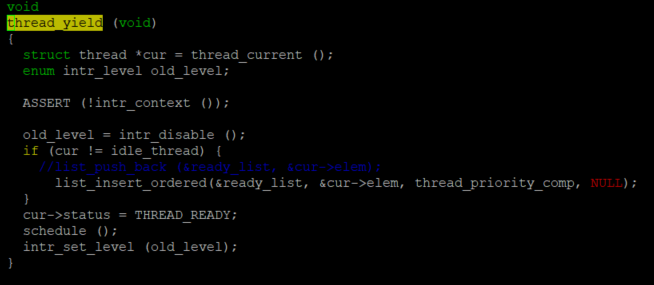 void
thread_yield (void)
{
  struct thread *cur = thread_current ();
  enum intr_level old_level;

  ASSERT (!intr_context ());

  old_level = intr_disable ();
  if (cur != idle_thread) {
    //list_push_back (&ready_list, &cur->elem);
      list_insert_ordered(&ready_list, &cur->elem, thread_priority_comp, NULL);
  }
  cur->status = THREAD_READY;
  schedule ();
  intr_set_level (old_level);
}